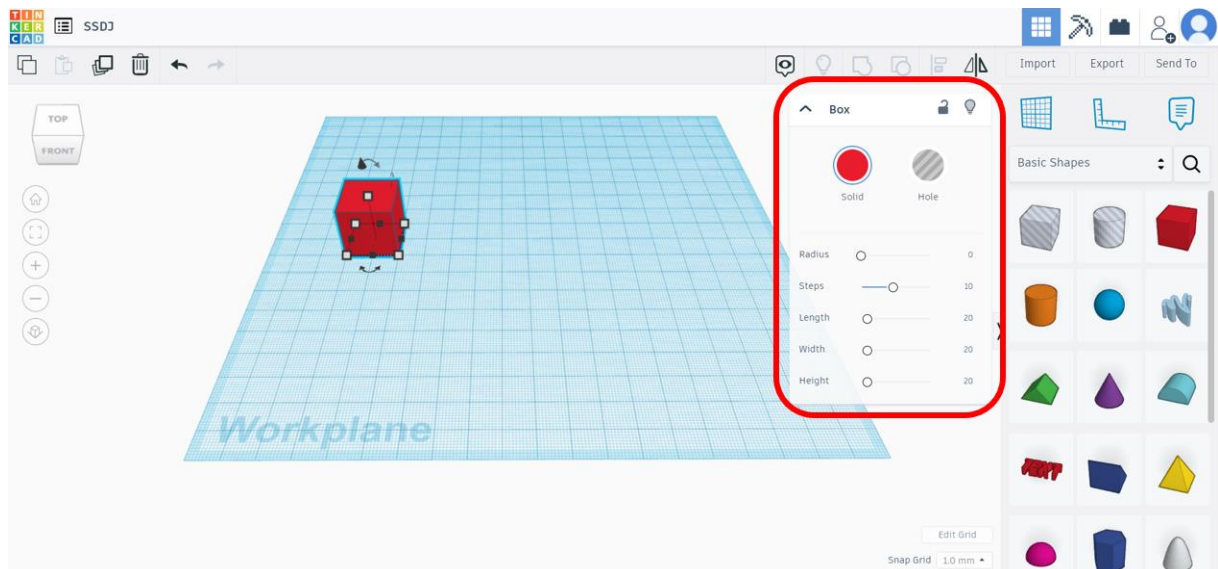 TIN
KER
CAD
SSDJ
Import Export Send To
TOP
FRONT
Box
Solid Hole
Radius 0
Steps 10
Length 20
Width 20
Height 20
Basic Shapes
TEXT
Workplane
Edit Grid
Snap Grid 1.0 mm